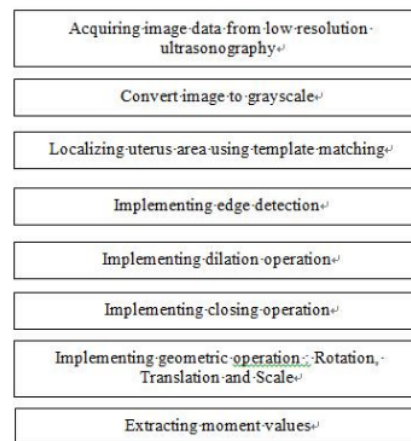 Acquiring image data from low resolution
ultrasonography
Convert image to grayscale
Localizing uterus area using template matching
Implementing edge detection
Implementing dilation operation
Implementing closing operation
Implementing geometric operation : Rotation,
Translation and Scale
Extracting moment values